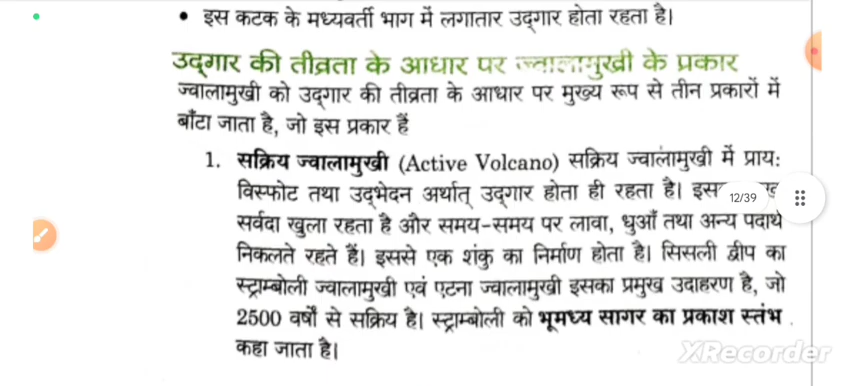 • इस कटक के मध्यवर्ती भाग में लगातार उद्‌गार होता रहता है।
उद्‌गार की तीव्रता के आधार पर ज्वालामुखी के प्रकार
ज्वालामुखी को उद्‌गार की तीव्रता के आधार पर मुख्य रूप से तीन प्रकारों में
बाँटा जाता है, जो इस प्रकार हैं
1. सक्रिय ज्वालामुखी (Active Volcano) सक्रिय ज्वालामुखी में प्राय:
विस्फोट तथा उद्‌भेदन अर्थात् उद्‌गार होता ही रहता है।
12/39
सर्वदा खुला रहता है और समय-समय पर लावा, धुआँ तथा अन्य पदार्थ
निकलते रहते हैं। इससे एक शंकु का निर्माण होता है। सिसली द्वीप का
स्ट्राम्बोली ज्वालामुखी एवं एटना ज्वालामुखी इसका प्रमुख उदाहरण है, जो
2500 वर्षों से सक्रिय है। स्ट्राम्बोली को भूमध्य सागर का प्रकाश स्तंभ
कहा जाता है।
XRecorder